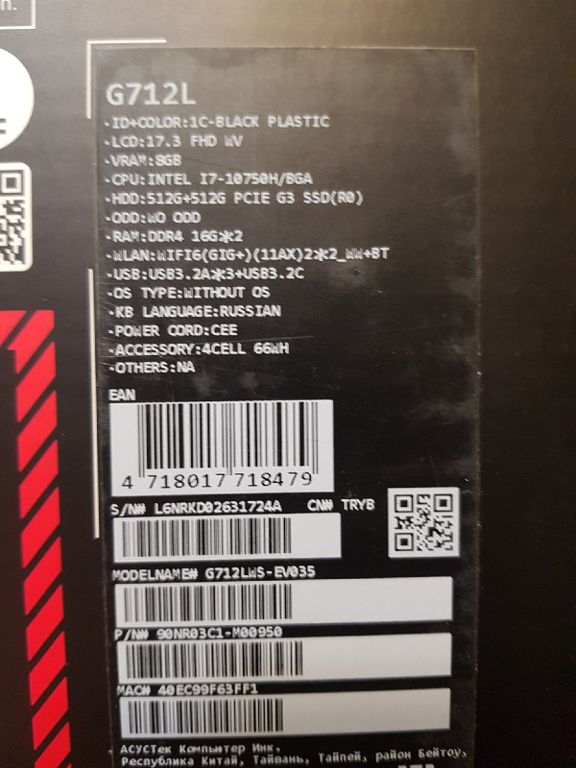 G712L
·ID+COLOR:1C-BLACK PLASTIC
·LCD:17.3 FHD WV
·VRAM:8GB
·CPU:INTEL I7-10750H/BGA
·HDD:512G+512G PCIE G3 SSD(R0)
·ODD:WO ODD
·RAM:DDR4 16G*2
·WLAN:WIFI6(GIG+)(11AX)2*2_WW+BT
·USB:USB3.2A*3+USB3.2C
·OS TYPE:WITHOUT OS
·KB LANGUAGE:RUSSIAN
·POWER CORD:CEE
·ACCESSORY:4CELL 66WH
·OTHERS:NA
EAN
4 718017 718479
S/N# L6NRKD02631724A CN# TRYB
MODELNAME# G712LWS-EV035
P/N# 90NR03C1-M00950
MAC# 40EC99F63FF1
АСУСТек Компьютер Инк.
Республика Китай, Тайвань, Тайпей, район Бейтоу,